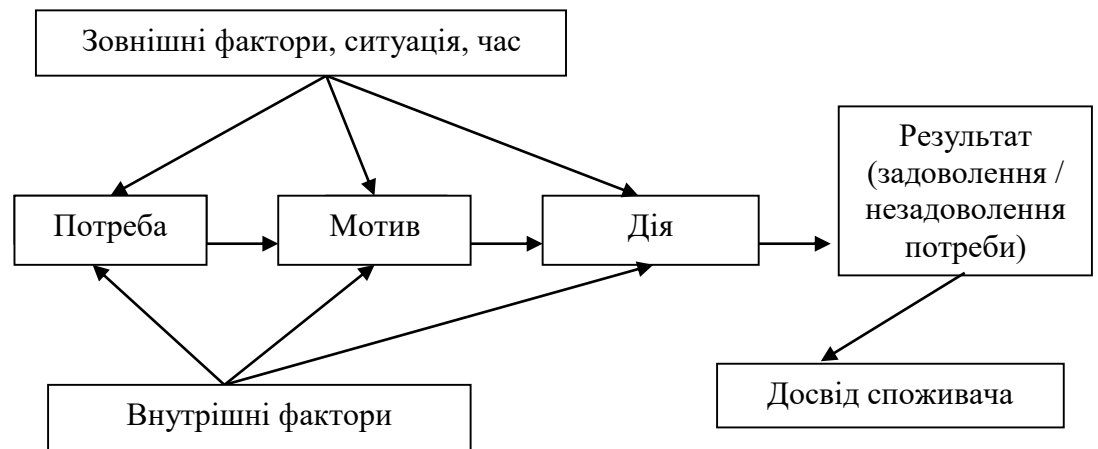 Зовнішні фактори, ситуація, час
Потреба
Мотив
Дія
Результат
(задоволення /
незадоволення
потреби)
Внутрішні фактори
Досвід споживача